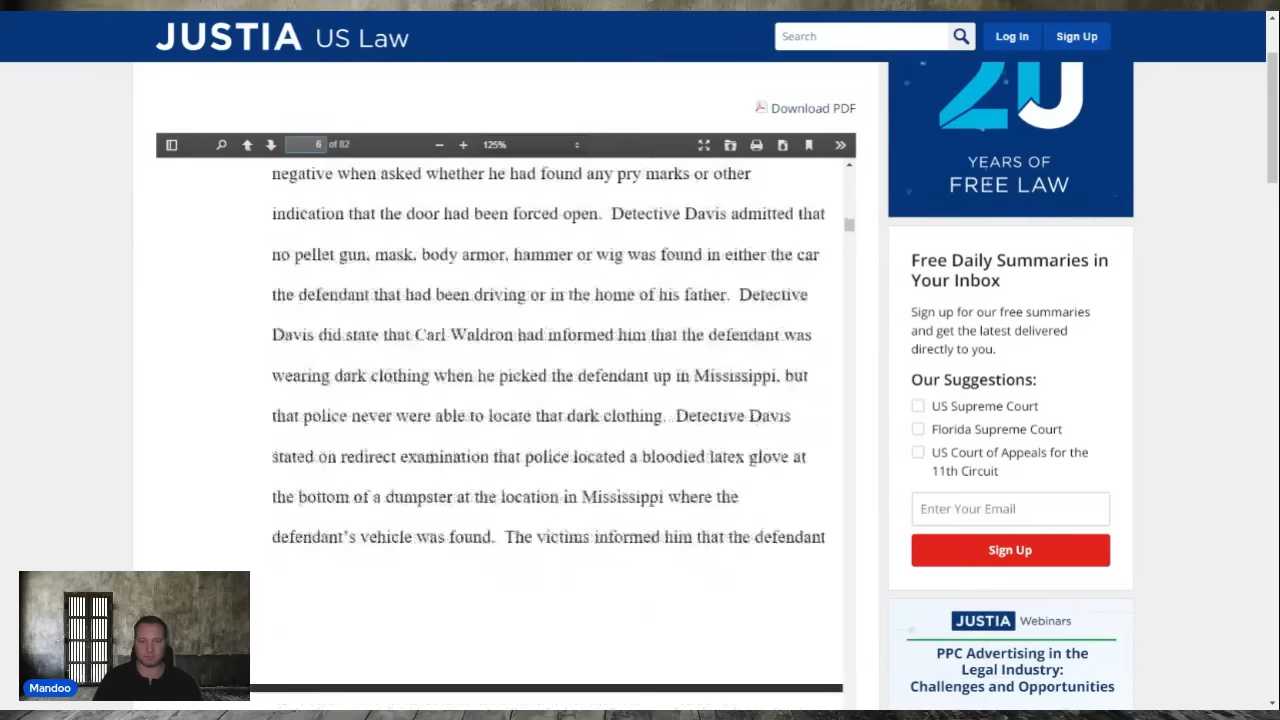 JUSTIA US Law
Search
Log In
Sign Up
Download PDF
6 of 82
125%
negative when asked whether he had found any pry marks or other
indication that the door had been forced open.  Detective Davis admitted that
no pellet gun, mask, body armor, hammer or wig was found in either the car
the defendant that had been driving or in the home of his father.  Detective
Davis did state that Carl Waldron had informed him that the defendant was
wearing dark clothing when he picked the defendant up in Mississippi, but
that police never were able to locate that dark clothing.  Detective Davis
stated on redirect examination that police located a bloodied latex glove at
the bottom of a dumpster at the location in Mississippi where the
defendant's vehicle was found.  The victims informed him that the defendant
20
YEARS OF
FREE LAW
Free Daily Summaries in
Your Inbox
Sign up for our free summaries
and get the latest delivered
directly to you.
Our Suggestions:
US Supreme Court
Florida Supreme Court
US Court of Appeals for the
11th Circuit
Enter Your Email
Sign Up
JUSTIA Webinars
PPC Advertising in the
Legal Industry:
Challenges and Opportunities
Mandoo